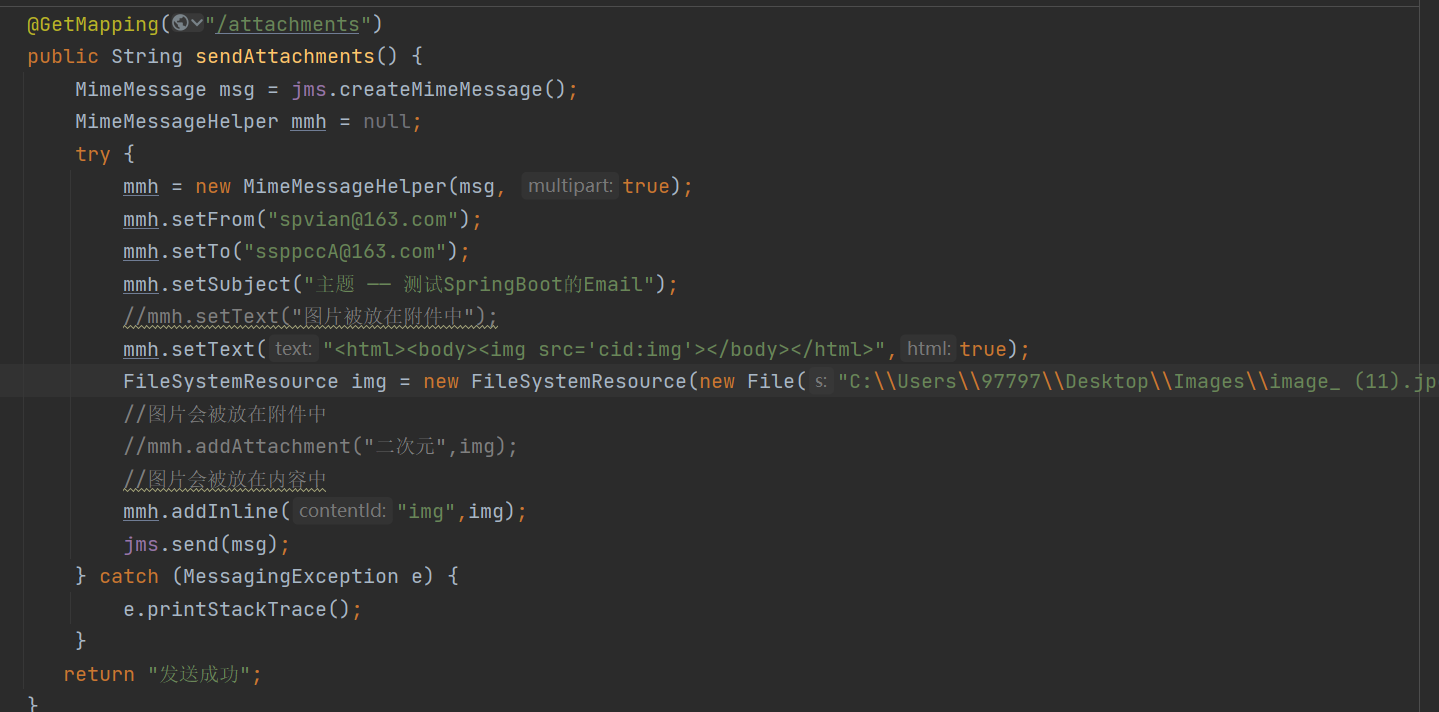 @GetMapping("/attachments")
public String sendAttachments() {
MimeMessage msg = jms.createMimeMessage();
MimeMessageHelper mmh = null;
try {
mmh = new MimeMessageHelper(msg, multipart: true);
mmh.setFrom("spvian@163.com");
mmh.setTo("ssppccA@163.com");
mmh.setSubject("主题 —— 测试SpringBoot的Email");
//mmh.setText("图片被放在附件中");
mmh.setText( text: "<html><body><img src='cid:img'></body></html>", html: true);
FileSystemResource img = new FileSystemResource(new File( s: "C:\\Users\\97797\\Desktop\\Images\\image_ (11).jp
//图片会被放在附件中
//mmh.addAttachment("二次元",img);
//图片会被放在内容中
mmh.addInline( contentId: "img",img);
jms.send(msg);
} catch (MessagingException e) {
e.printStackTrace();
}
return "发送成功";
}